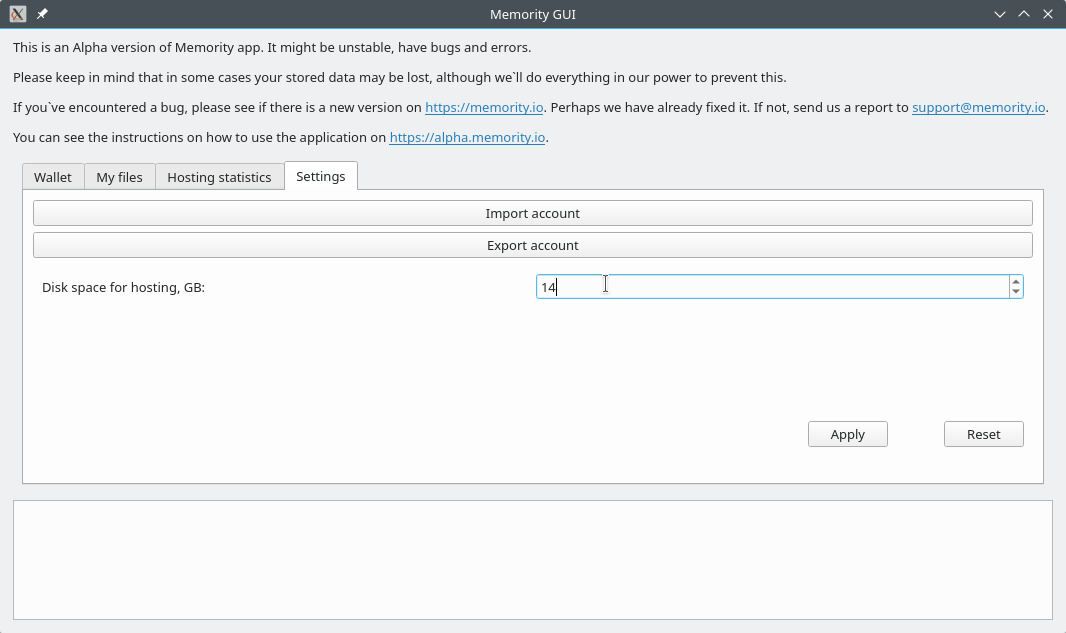 Memority GUI
This is an Alpha version of Memority app. It might be unstable, have bugs and errors.
Please keep in mind that in some cases your stored data may be lost, although we`ll do everything in our power to prevent this.
If you`ve encountered a bug, please see if there is a new version on https://memority.io. Perhaps we have already fixed it. If not, send us a report to support@memority.io.
You can see the instructions on how to use the application on https://alpha.memority.io.
Wallet My files Hosting statistics Settings
Import account
Export account
Disk space for hosting, GB: 14
Apply Reset